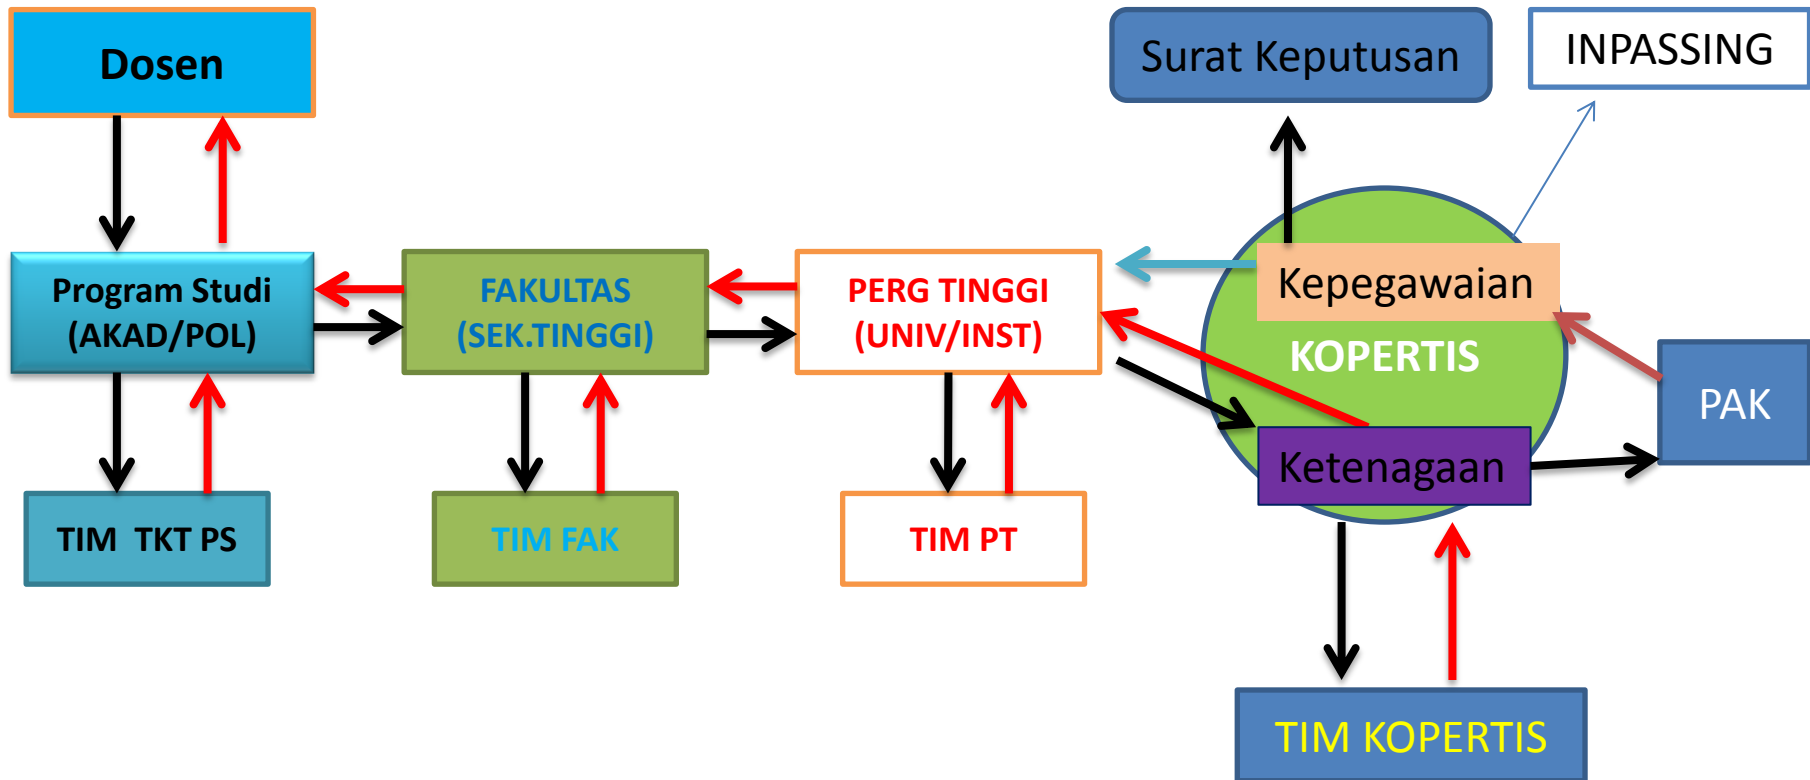 Dosen
Surat Keputusan
INPASSING
Program Studi
(AKAD/POL)
FAKULTAS
(SEK.TINGGI)
PERG TINGGI
(UNIV/INST)
Kepegawaian
KOPERTIS
PAK
Ketenagaan
TIM TKT PS
TIM FAK
TIM PT
TIM KOPERTIS